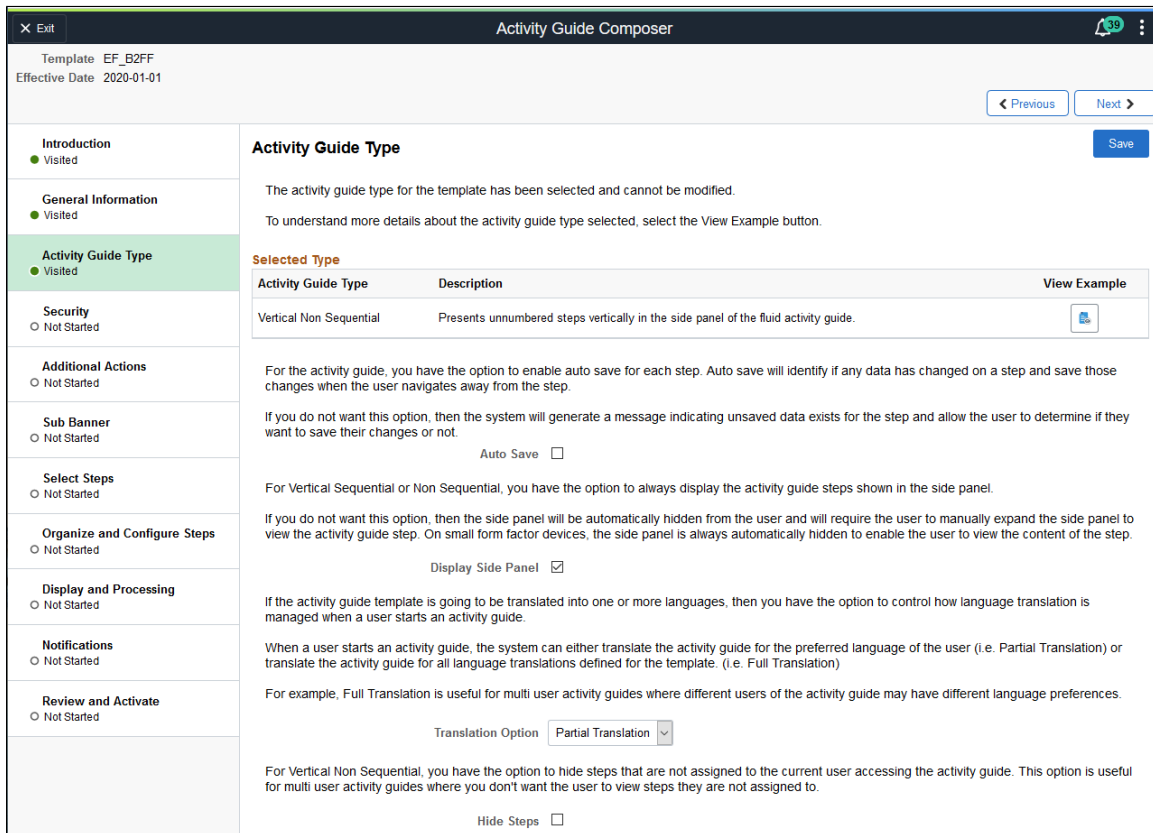 Exit
Activity Guide Composer
39
Template EF_B2FF
Effective Date 2020-01-01
Previous
Next
Introduction
Visited
General Information
Visited
Activity Guide Type
Visited
Security
Not Started
Additional Actions
Not Started
Sub Banner
Not Started
Select Steps
Not Started
Organize and Configure Steps
Not Started
Display and Processing
Not Started
Notifications
Not Started
Review and Activate
Not Started
Activity Guide Type
Save
The activity guide type for the template has been selected and cannot be modified.
To understand more details about the activity guide type selected, select the View Example button.
Selected Type
Activity Guide Type Description View Example
Vertical Non Sequential Presents unnumbered steps vertically in the side panel of the fluid activity guide.
For the activity guide, you have the option to enable auto save for each step. Auto save will identify if any data has changed on a step and save those
changes when the user navigates away from the step.
If you do not want this option, then the system will generate a message indicating unsaved data exists for the step and allow the user to determine if they
want to save their changes or not.
Auto Save
For Vertical Sequential or Non Sequential, you have the option to always display the activity guide steps shown in the side panel.
If you do not want this option, then the side panel will be automatically hidden from the user and will require the user to manually expand the side panel to
view the activity guide step. On small form factor devices, the side panel is always automatically hidden to enable the user to view the content of the step.
Display Side Panel
If the activity guide template is going to be translated into one or more languages, then you have the option to control how language translation is
managed when a user starts an activity guide.
When a user starts an activity guide, the system can either translate the activity guide for the preferred language of the user (i.e. Partial Translation) or
translate the activity guide for all language translations defined for the template. (i.e. Full Translation)
For example, Full Translation is useful for multi user activity guides where different users of the activity guide may have different language preferences.
Translation Option Partial Translation
For Vertical Non Sequential, you have the option to hide steps that are not assigned to the current user accessing the activity guide. This option is useful
for multi user activity guides where you don't want the user to view steps they are not assigned to.
Hide Steps